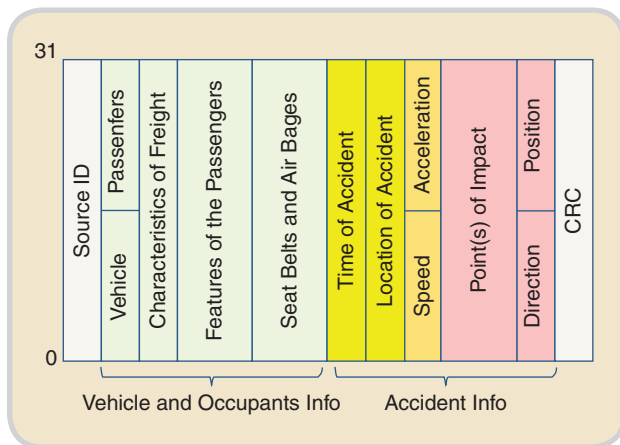 31
Source ID
Passenfers
Vehicle
Characteristics of Freight
Features of the Passengers
Seat Belts and Air Bages
Time of Accident
Location of Accident
Acceleration
Speed
Point(s) of Impact
Position
Direction
CRC
0
Vehicle and Occupants Info
Accident Info